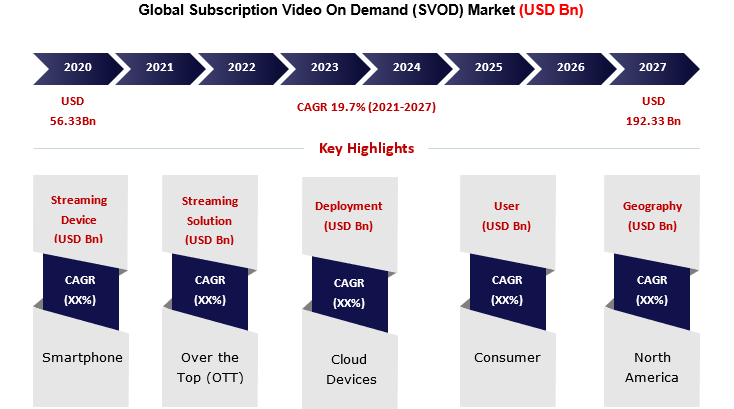 Global Subscription Video On Demand (SVOD) Market (USD Bn)
2020 2021 2022 2023 2024 2025 2026 2027
USD
56.33Bn
CAGR 19.7% (2021-2027)
USD
192.33 Bn
Key Highlights
Streaming
Device
(USD Bn)
CAGR
(XX%)
Smartphone
Streaming
Solution
(USD Bn)
CAGR
(XX%)
Over the
Top (OTT)
Deployment
(USD Bn)
CAGR
(XX%)
Cloud
Devices
User
(USD Bn)
CAGR
(XX%)
Consumer
Geography
(USD Bn)
CAGR
(XX%)
North
America